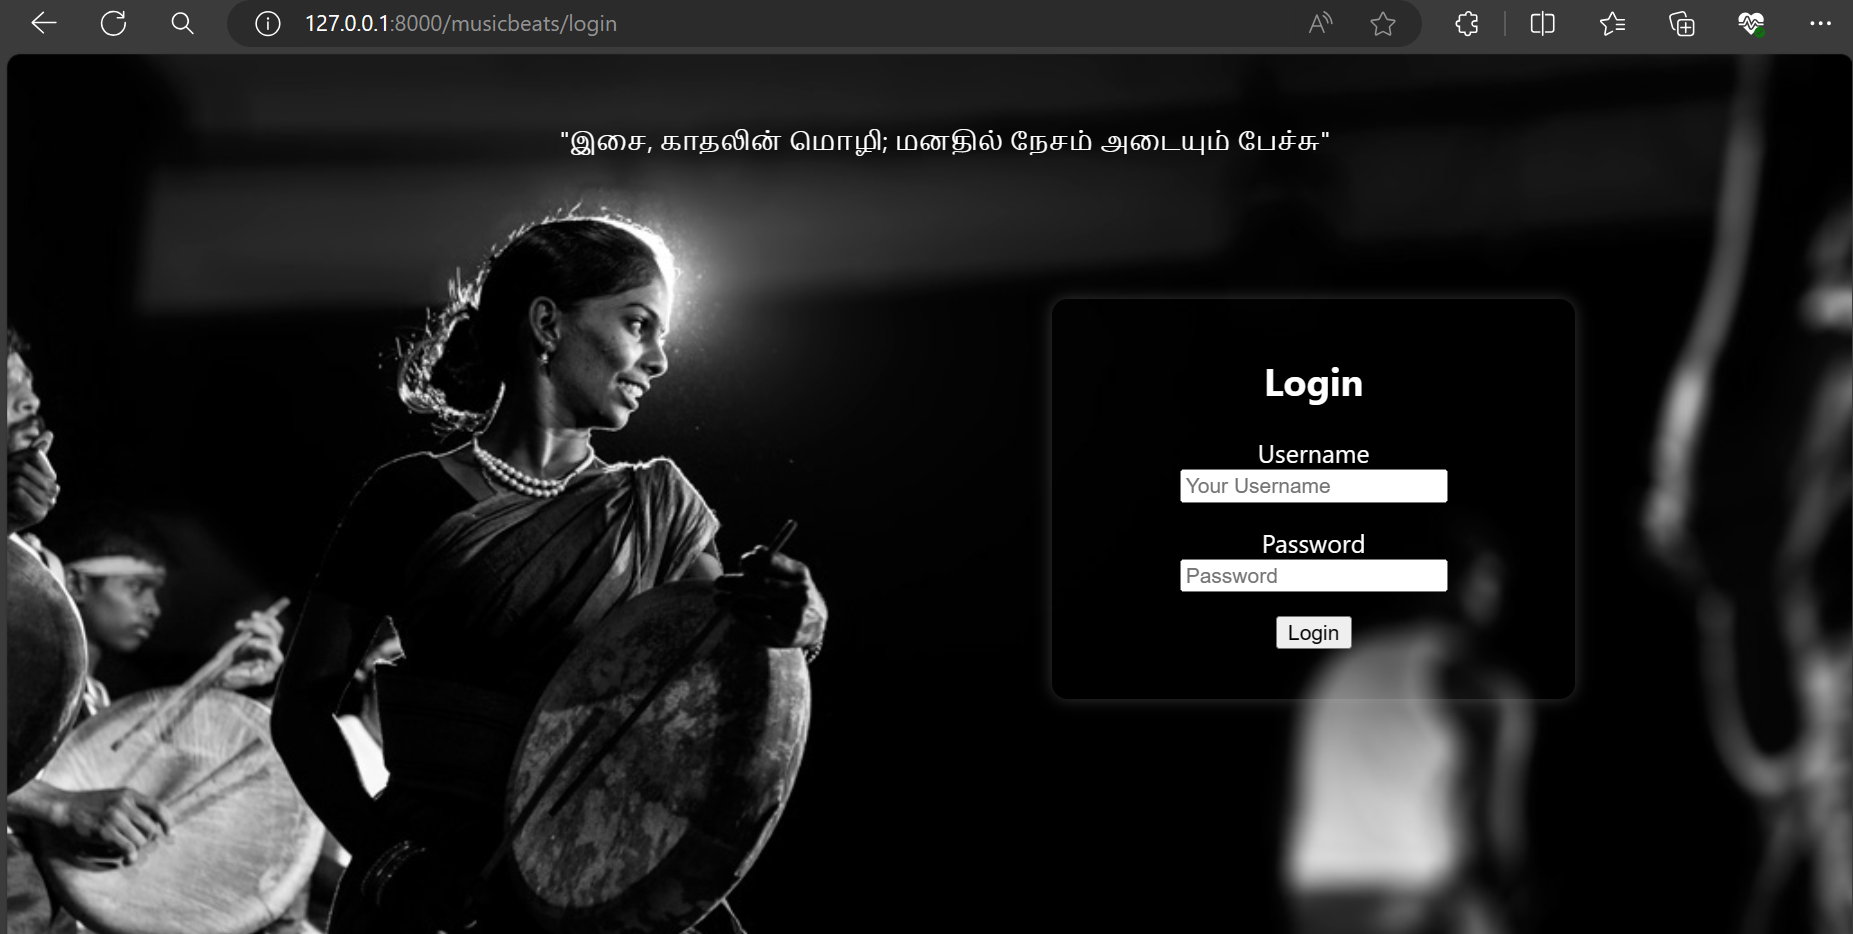 127.0.0.1:8000/musicbeats/login
"இசை, காதலின் மொழி; மனதில் நேசம் அடையும் பேச்சு"
Login
Username
Your Username
Password
Password
Login